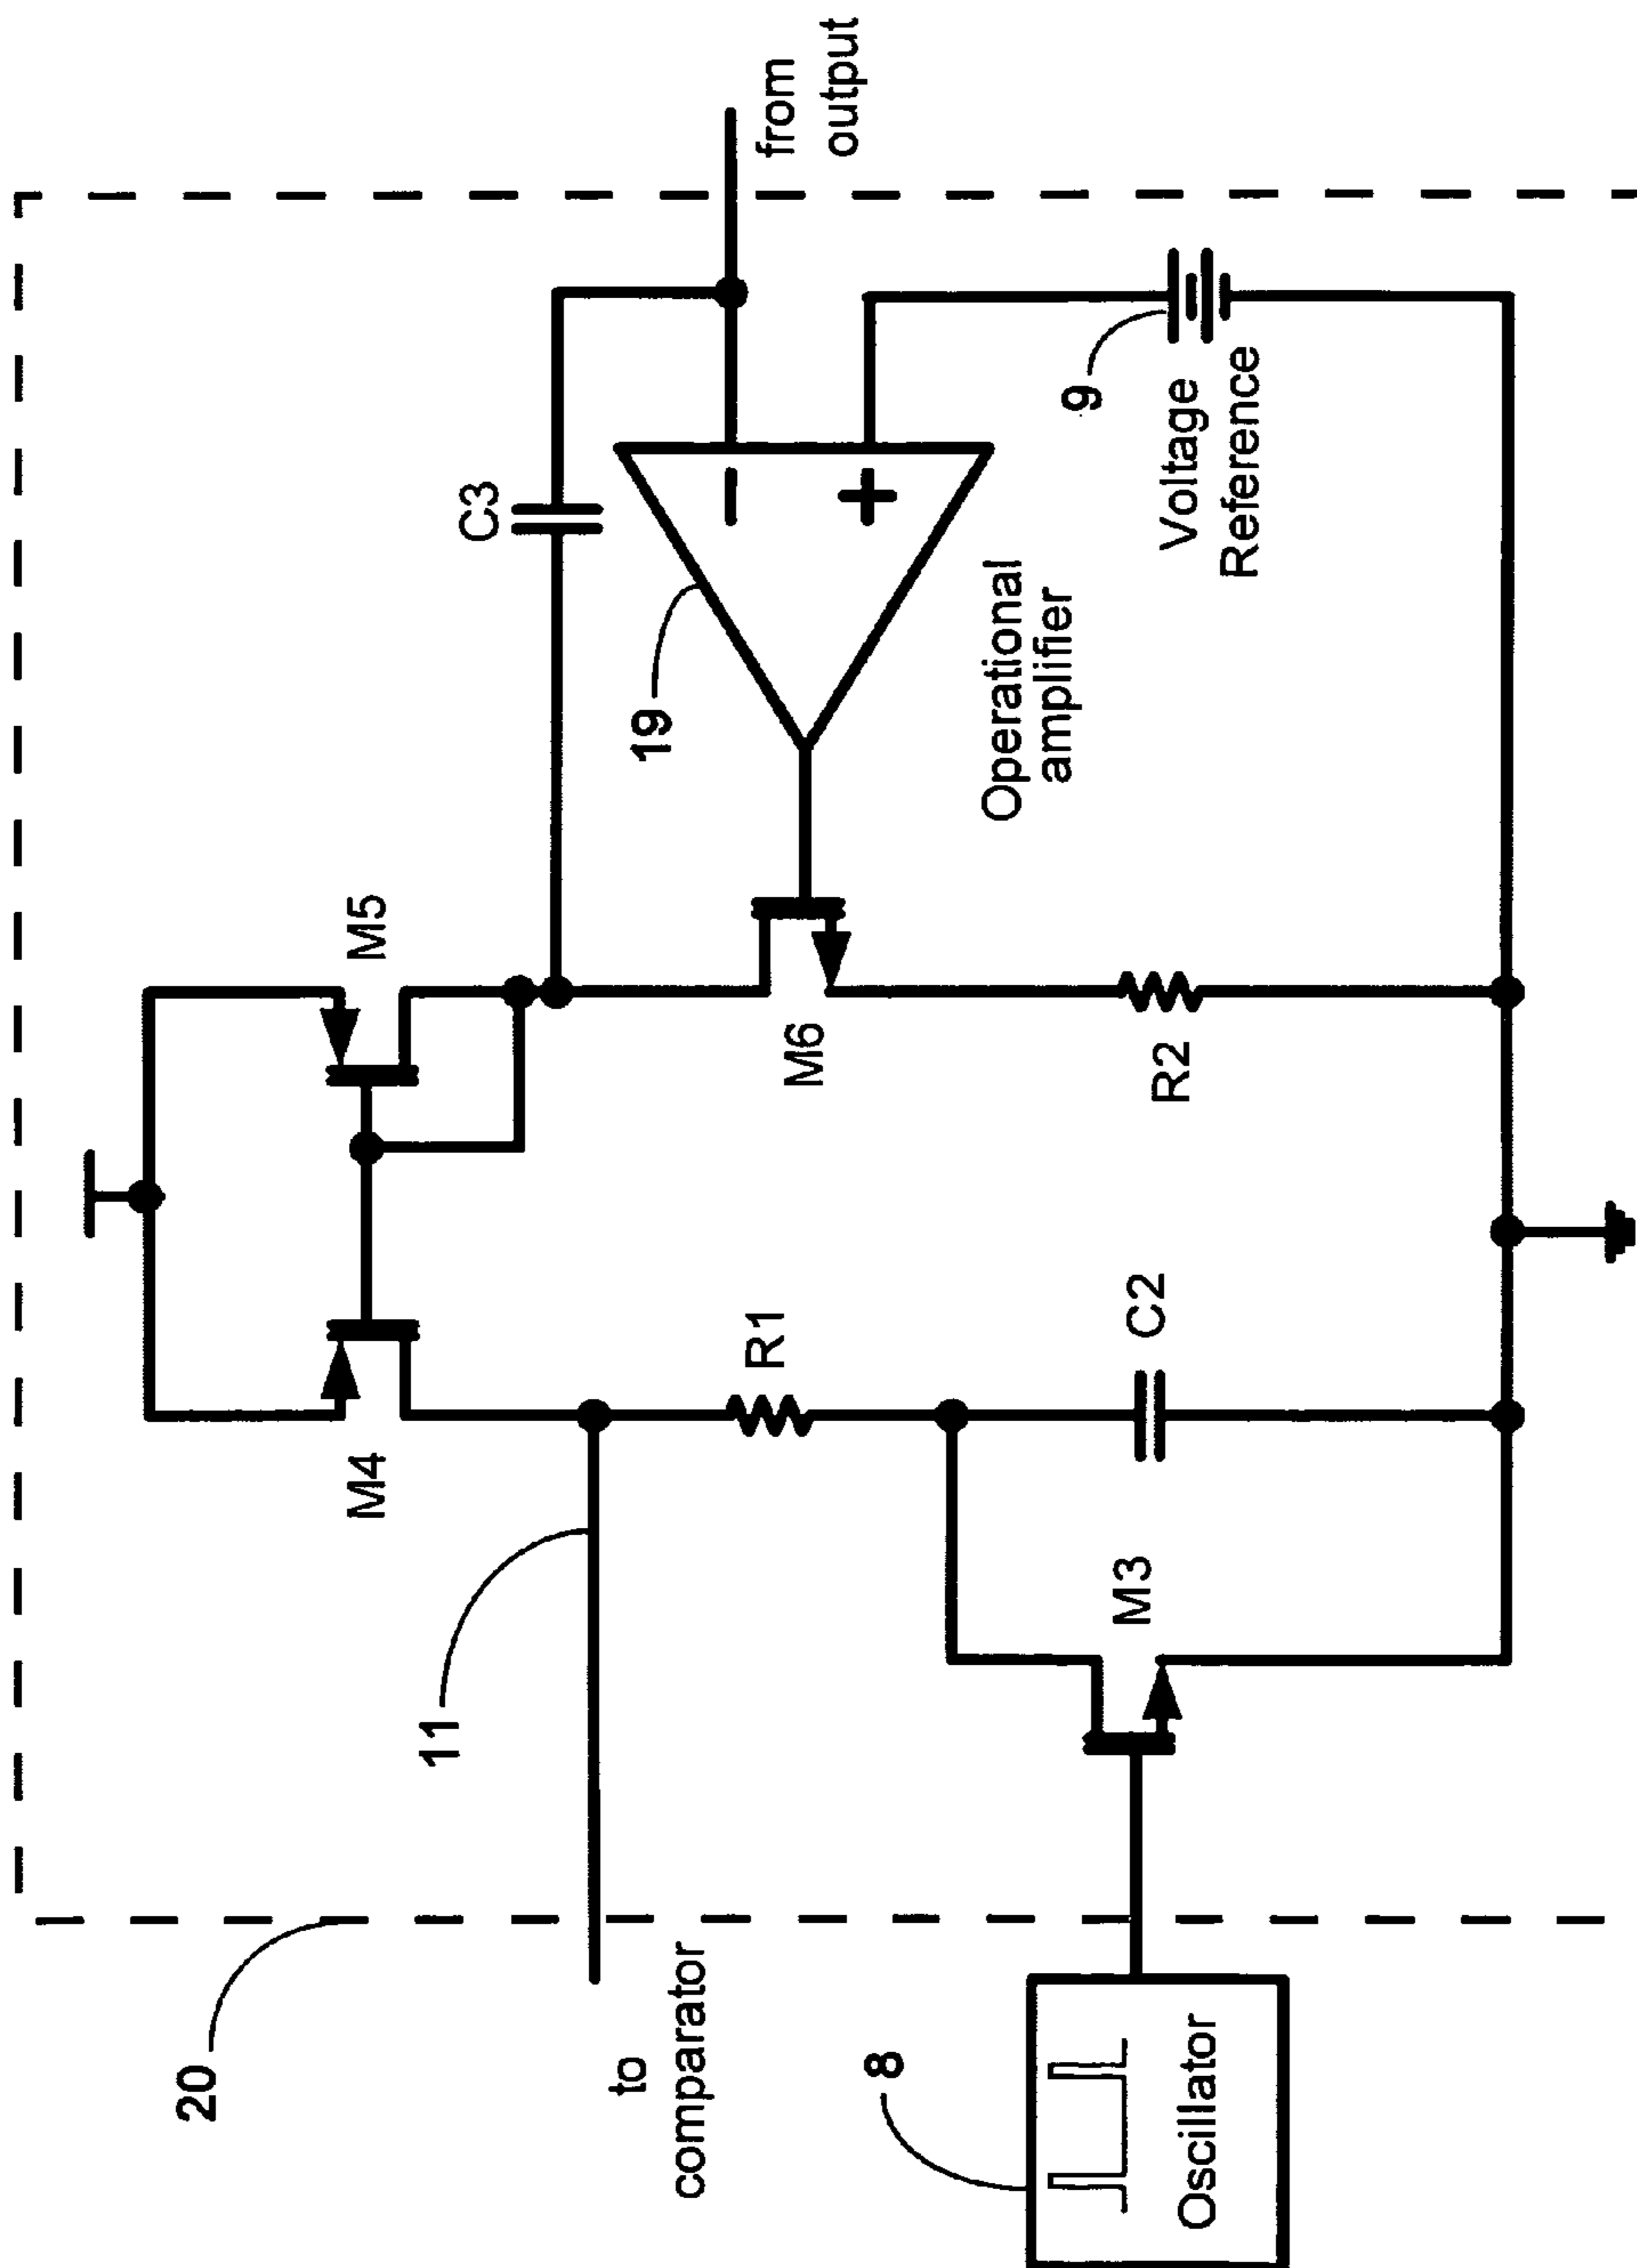 20
to
comparator
11
8
Oscillator
M4
M3
R1
C2
M5
M6
R2
C3
19
Operational
amplifier
9
Voltage
Reference
from
output